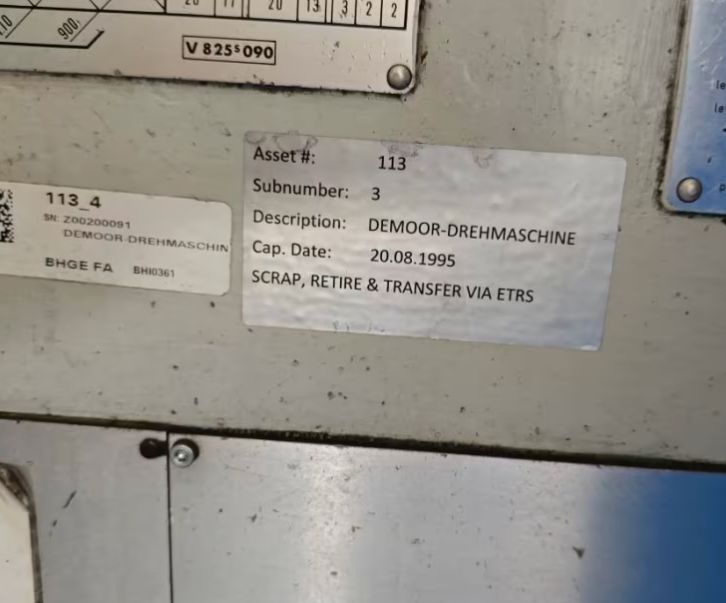 20 13 3 2 2
900
V 825ˢ090
Asset #: 113
Subnumber: 3
Description: DEMOOR-DREHMASCHINE
Cap. Date: 20.08.1995
SCRAP, RETIRE & TRANSFER VIA ETRS
113_4
SN: Z00200091
DEMOOR-DREHMASCHIN
BHGE FA BHI0361